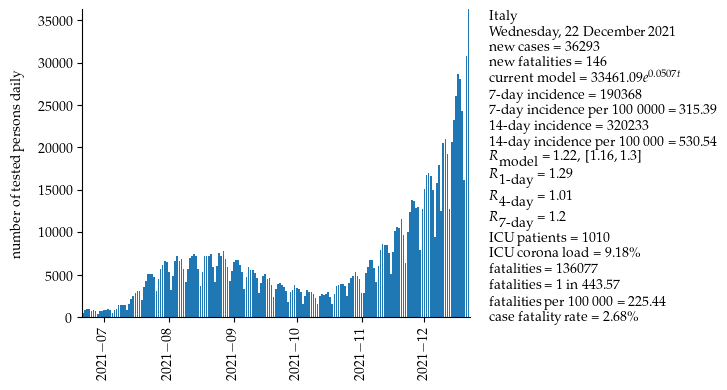 35000
30000
25000
20000
15000
10000
5000
0
number of tested persons daily
2021−07
2021−08
2021−09
2021−10
2021−11
2021−12
Italy
Wednesday, 22 December 2021
new cases = 36293
new fatalities = 146
current model = 33461.09e^0.0507t
7-day incidence = 190368
7-day incidence per 100 0000 = 315.39
14-day incidence = 320233
14-day incidence per 100 000 = 530.54
R model = 1.22, [1.16, 1.3]
R 1-day = 1.29
R 4-day = 1.01
R 7-day = 1.2
ICU patients = 1010
ICU corona load = 9.18%
fatalities = 136077
fatalities = 1 in 443.57
fatalities per 100 000 = 225.44
case fatality rate = 2.68%